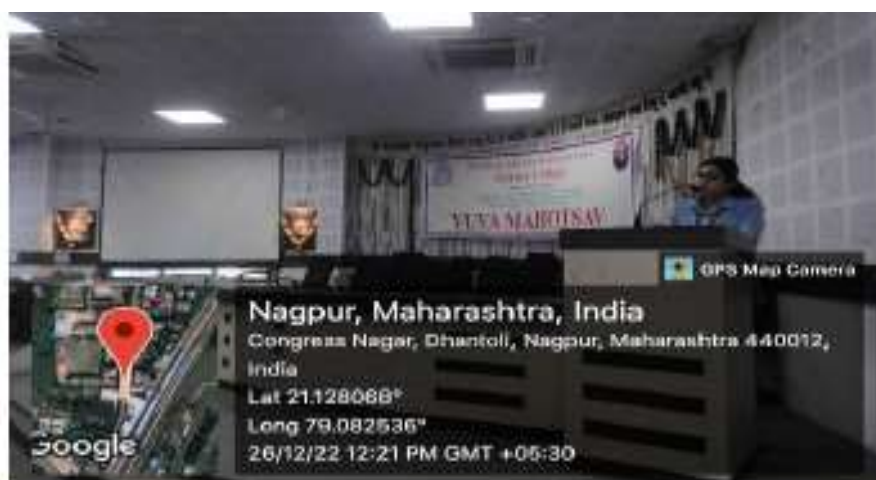 YUVA MAHOTSAV
GPS Map Camera
Nagpur, Maharashtra, India
Congress Nagar, Dhantoli, Nagpur, Maharashtra 440012,
India
Lat 21.128068°
Long 79.082536°
26/12/22 12:21 PM GMT +05:30
Google